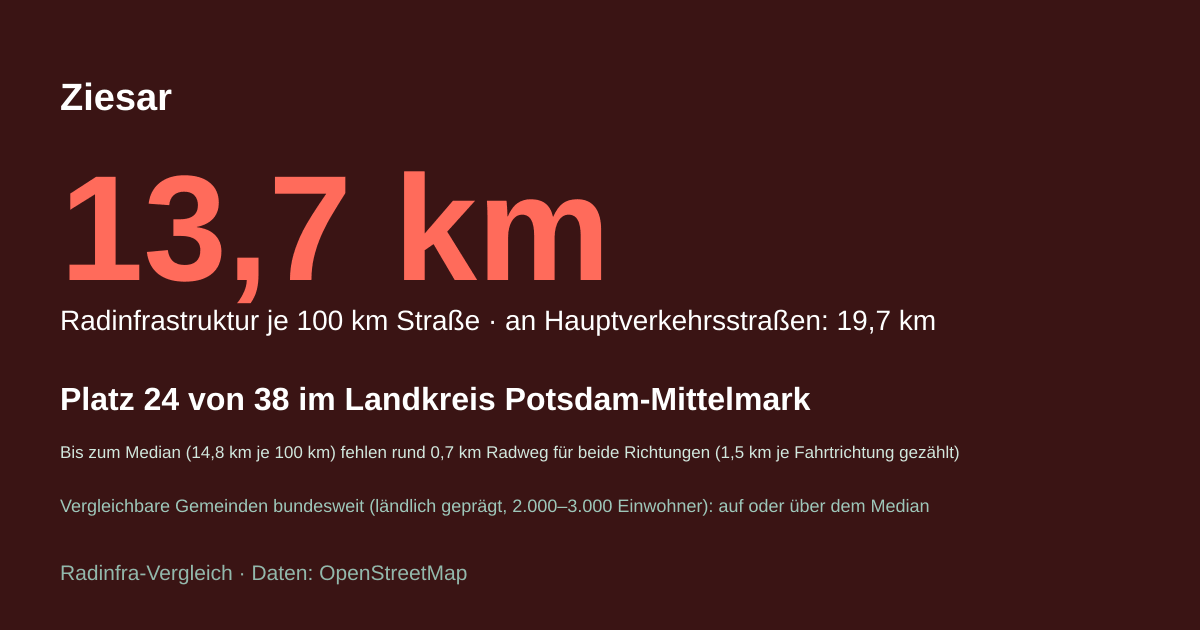 Ziesar
13,7 km
Radinfrastruktur je 100 km Straße · an Hauptverkehrsstraßen: 19,7 km
Platz 24 von 38 im Landkreis Potsdam-Mittelmark
Bis zum Median (14,8 km je 100 km) fehlen rund 0,7 km Radweg für beide Richtungen (1,5 km je Fahrtrichtung gezählt)
Vergleichbare Gemeinden bundesweit (ländlich geprägt, 2.000–3.000 Einwohner): auf oder über dem Median
Radinfra-Vergleich · Daten: OpenStreetMap